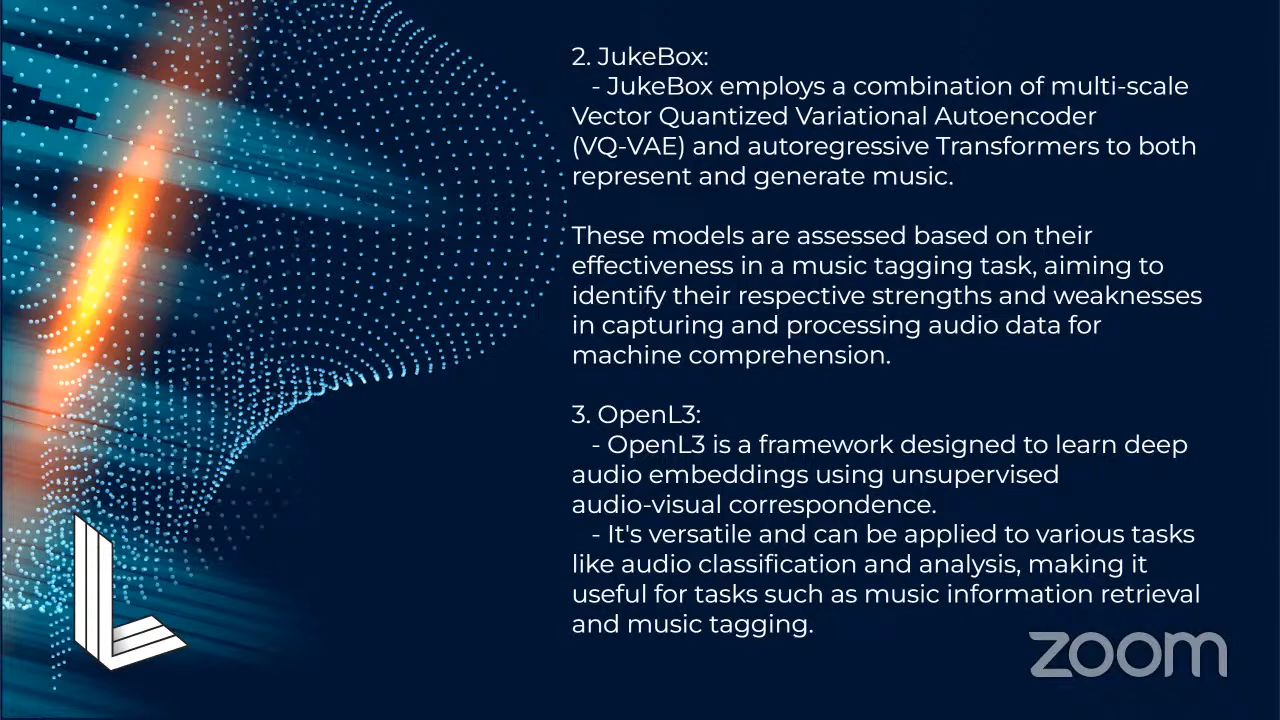 2. JukeBox:
- JukeBox employs a combination of multi-scale
Vector Quantized Variational Autoencoder
(VQ-VAE) and autoregressive Transformers to both
represent and generate music.
These models are assessed based on their
effectiveness in a music tagging task, aiming to
identify their respective strengths and weaknesses
in capturing and processing audio data for
machine comprehension.
3. OpenL3:
- OpenL3 is a framework designed to learn deep
audio embeddings using unsupervised
audio-visual correspondence.
- It's versatile and can be applied to various tasks
like audio classification and analysis, making it
useful for tasks such as music information retrieval
and music tagging.
L
zoom